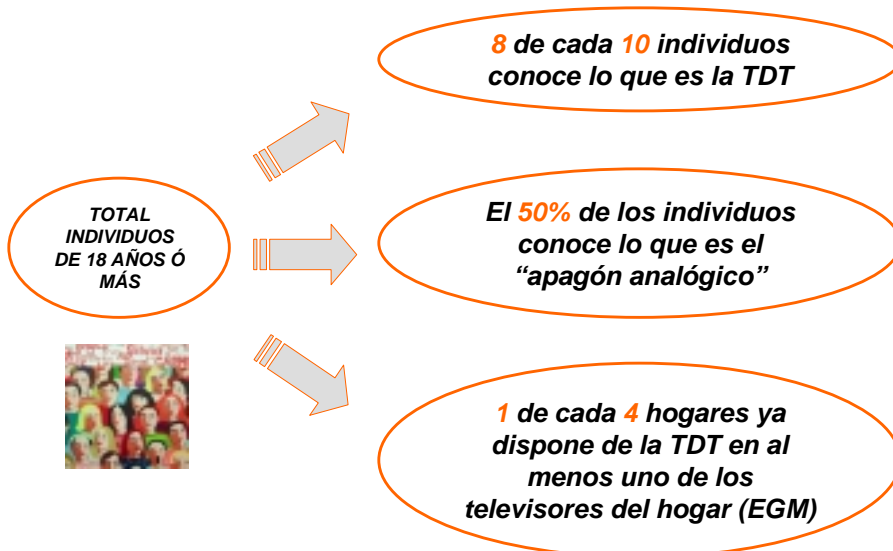 8 de cada 10 individuos
conoce lo que es la TDT
TOTAL
INDIVIDUOS
DE 18 AÑOS Ó
MÁS
El 50% de los individuos
conoce lo que es el
“apagón analógico”
1 de cada 4 hogares ya
dispone de la TDT en al
menos uno de los
televisores del hogar (EGM)